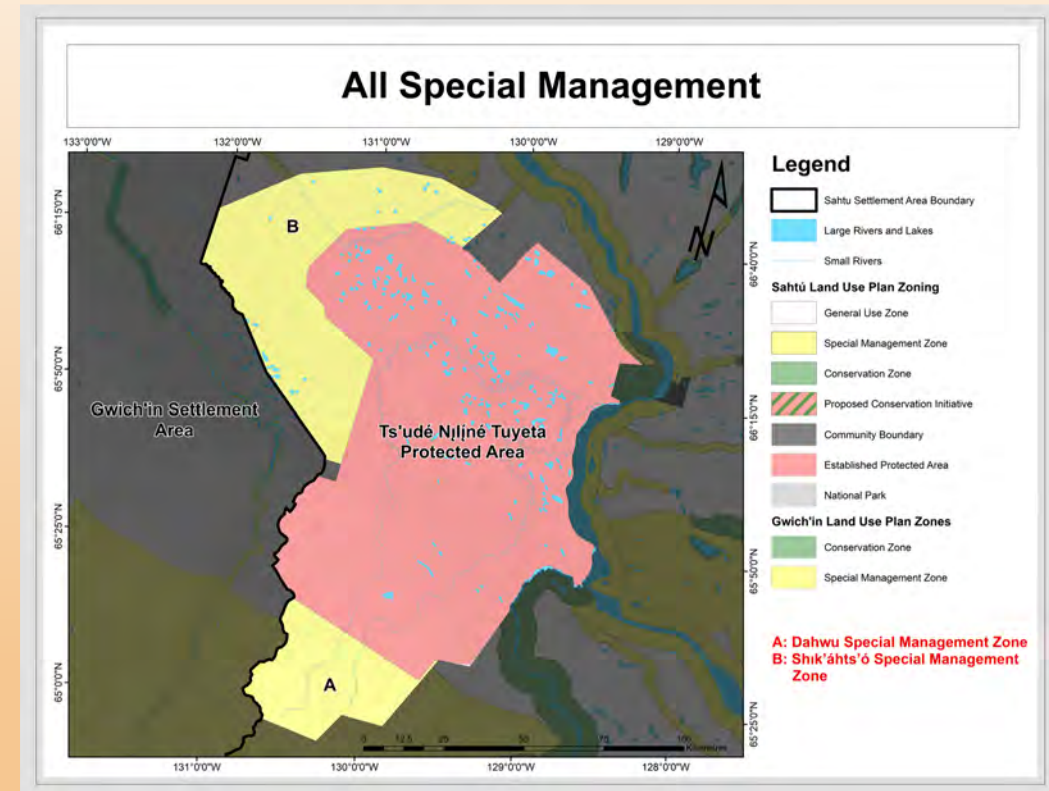 All Special Management
133°0'0"W 132°0'0"W 131°0'0"W 130°0'0"W 129°0'0"W
66°15'0"N
65°50'0"N
65°25'0"N
65°0'0"N
B
Gwich'in Settlement
Area
Ts'udé Nı̨lı̨né Tuyeta
Protected Area
A
N
66°40'0"N
66°15'0"N
65°50'0"N
65°25'0"N
0 12.5 25 50 75 100
Kilometres
131°0'0"W 130°0'0"W 129°0'0"W 128°0'0"W
Legend
Sahtu Settlement Area Boundary
Large Rivers and Lakes
Small Rivers
Sahtú Land Use Plan Zoning
General Use Zone
Special Management Zone
Conservation Zone
Proposed Conservation Initiative
Community Boundary
Established Protected Area
National Park
Gwich'in Land Use Plan Zones
Conservation Zone
Special Management Zone
A: Dahwu Special Management Zone
B: Shık'áhts'ó Special Management
Zone